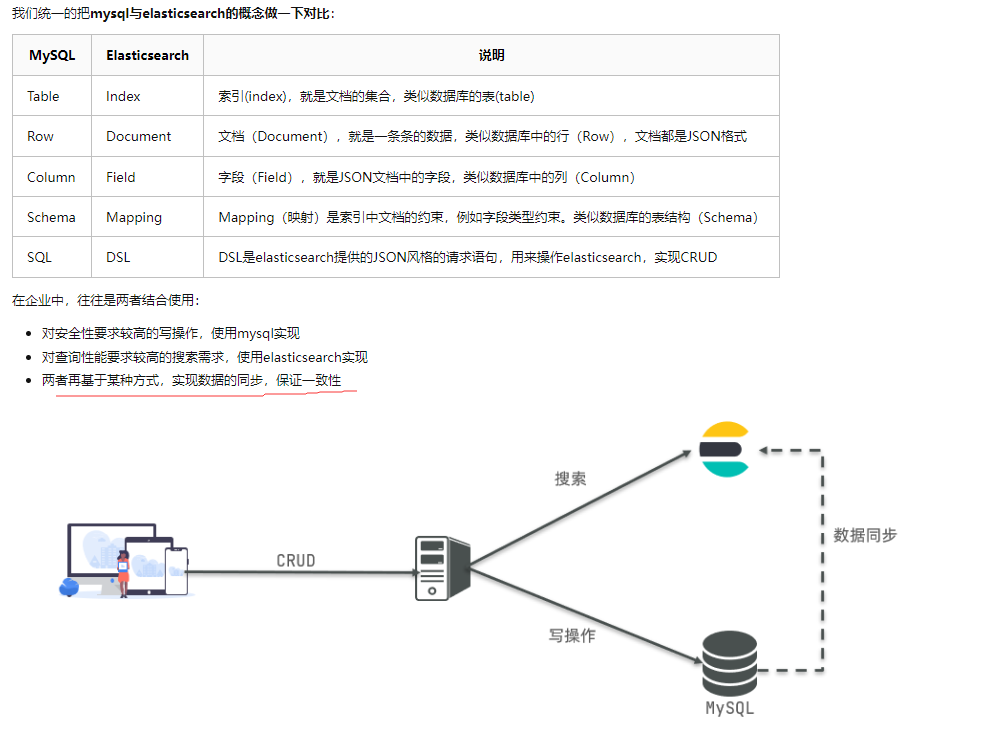 我们统一的把mysql与elasticsearch的概念做一下对比：
MySQL Elasticsearch 说明
Table Index 索引(index)，就是文档的集合，类似数据库的表(table)
Row Document 文档（Document），就是一条条的数据，类似数据库中的行（Row），文档都是JSON格式
Column Field 字段（Field），就是JSON文档中的字段，类似数据库中的列（Column）
Schema Mapping Mapping（映射）是索引中文档的约束，例如字段类型约束。类似数据库的表结构（Schema）
SQL DSL DSL是elasticsearch提供的JSON风格的请求语句，用来操作elasticsearch，实现CRUD
在企业中，往往是两者结合使用：
• 对安全性要求较高的写操作，使用mysql实现
• 对查询性能要求较高的搜索需求，使用elasticsearch实现
• 两者再基于某种方式，实现数据的同步，保证一致性
搜索
数据同步
CRUD
写操作
MySQL